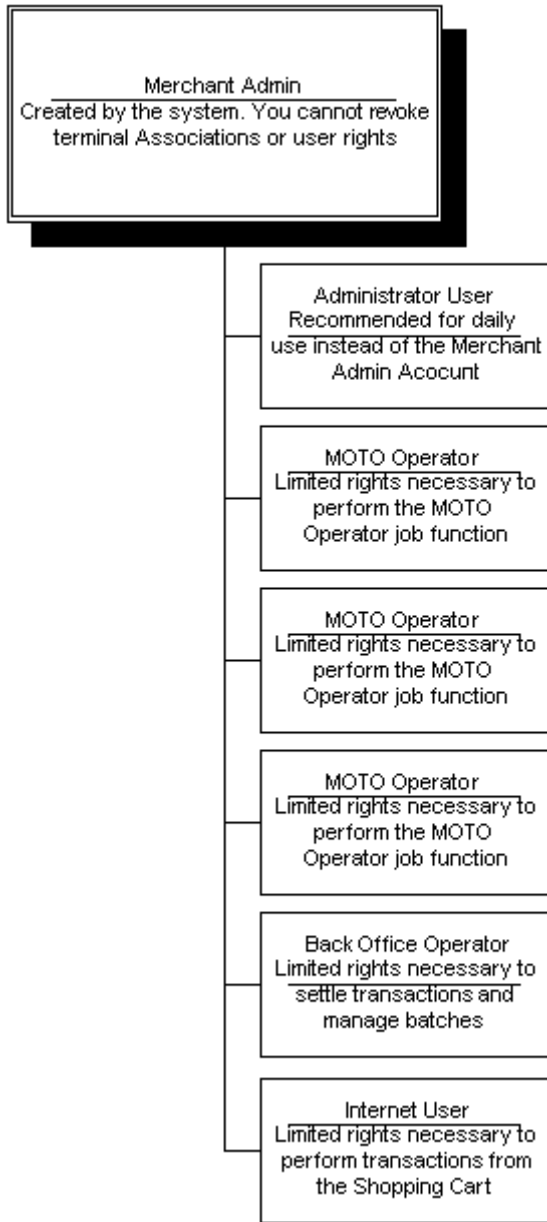 Merchant Admin
Created by the system. You cannot revoke
terminal Associations or user rights
Administrator User
Recommended for daily
use instead of the Merchant
Admin Acocunt
MOTO Operator
Limited rights necessary to
perform the MOTO
Operator job function
MOTO Operator
Limited rights necessary to
perform the MOTO
Operator job function
MOTO Operator
Limited rights necessary to
perform the MOTO
Operator job function
Back Office Operator
Limited rights necessary to
settle transactions and
manage batches
Internet User
Limited rights necessary to
perform transactions from
the Shopping Cart